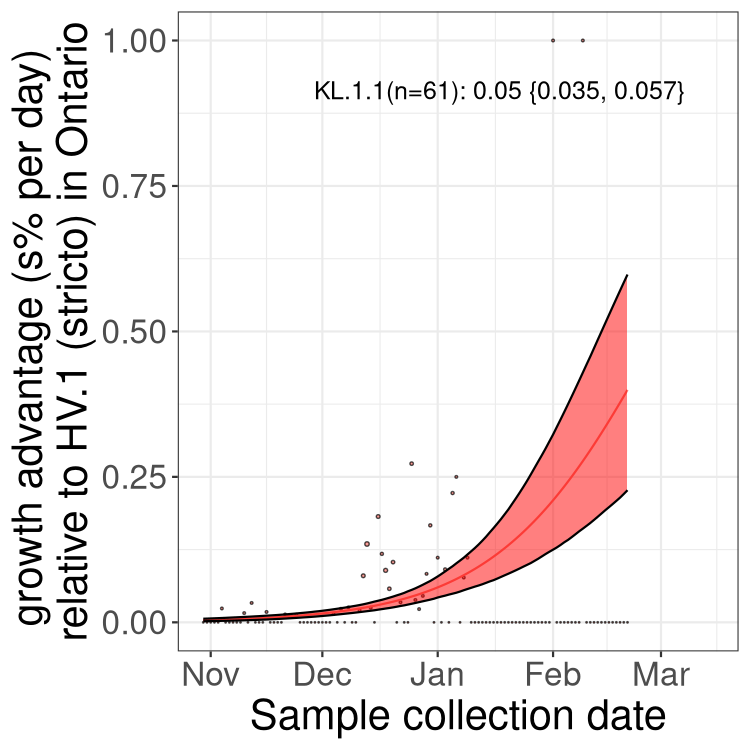 growth advantage (s% per day)
relative to HV.1 (stricto) in Ontario
1.00
0.75
0.50
0.25
0.00
KL.1.1(n=61): 0.05 {0.035, 0.057}
Nov Dec Jan Feb Mar
Sample collection date